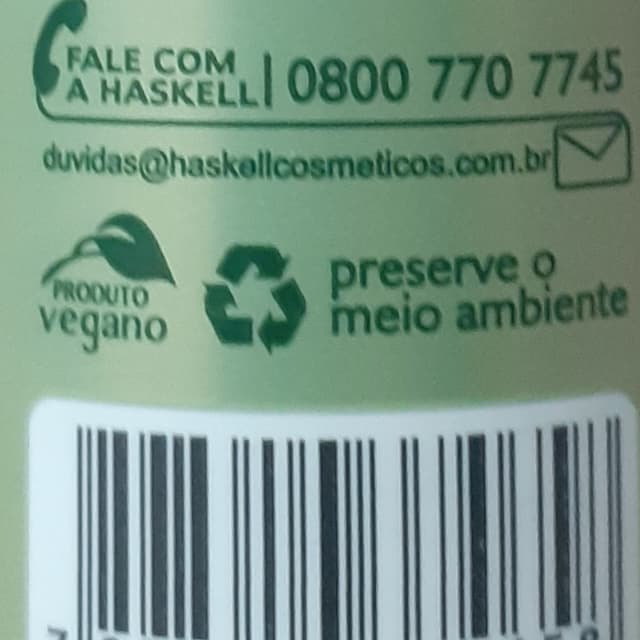 FALE COM
A HASKELL | 0800 770 7745
duvidas@haskellcosmeticos.com.br
PRODUTO
vegano
preserve o
meio ambiente